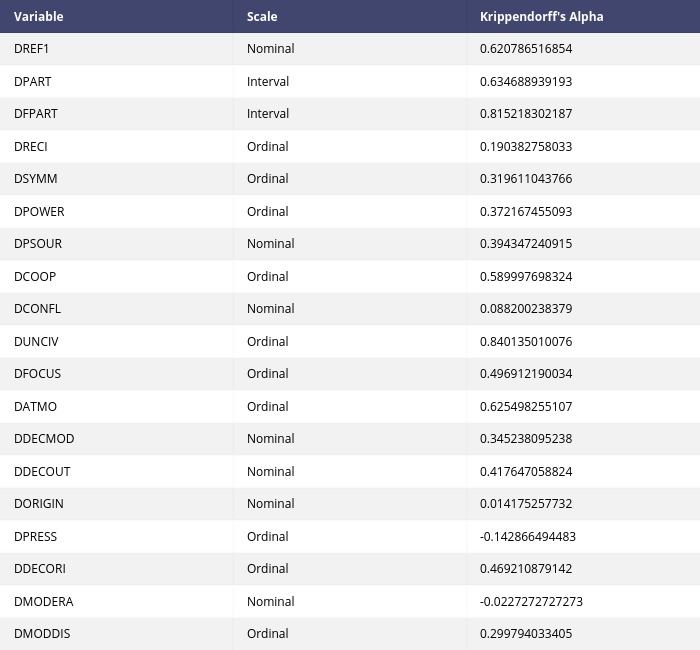 Variable Scale Krippendorff's Alpha
DREF1 Nominal 0.620786516854
DPART Interval 0.634688939193
DFPART Interval 0.815218302187
DRECI Ordinal 0.190382758033
DSYMM Ordinal 0.319611043766
DPOWER Ordinal 0.372167455093
DPSOUR Nominal 0.394347240915
DCOOP Ordinal 0.589997698324
DCONFL Nominal 0.088200238379
DUNCIV Ordinal 0.840135010076
DFOCUS Ordinal 0.496912190034
DATMO Ordinal 0.625498255107
DDECMOD Nominal 0.345238095238
DDECOUT Nominal 0.417647058824
DORIGIN Nominal 0.014175257732
DPRESS Ordinal -0.142866494483
DDECORI Ordinal 0.469210879142
DMODERA Nominal -0.0227272727273
DMODDIS Ordinal 0.299794033405